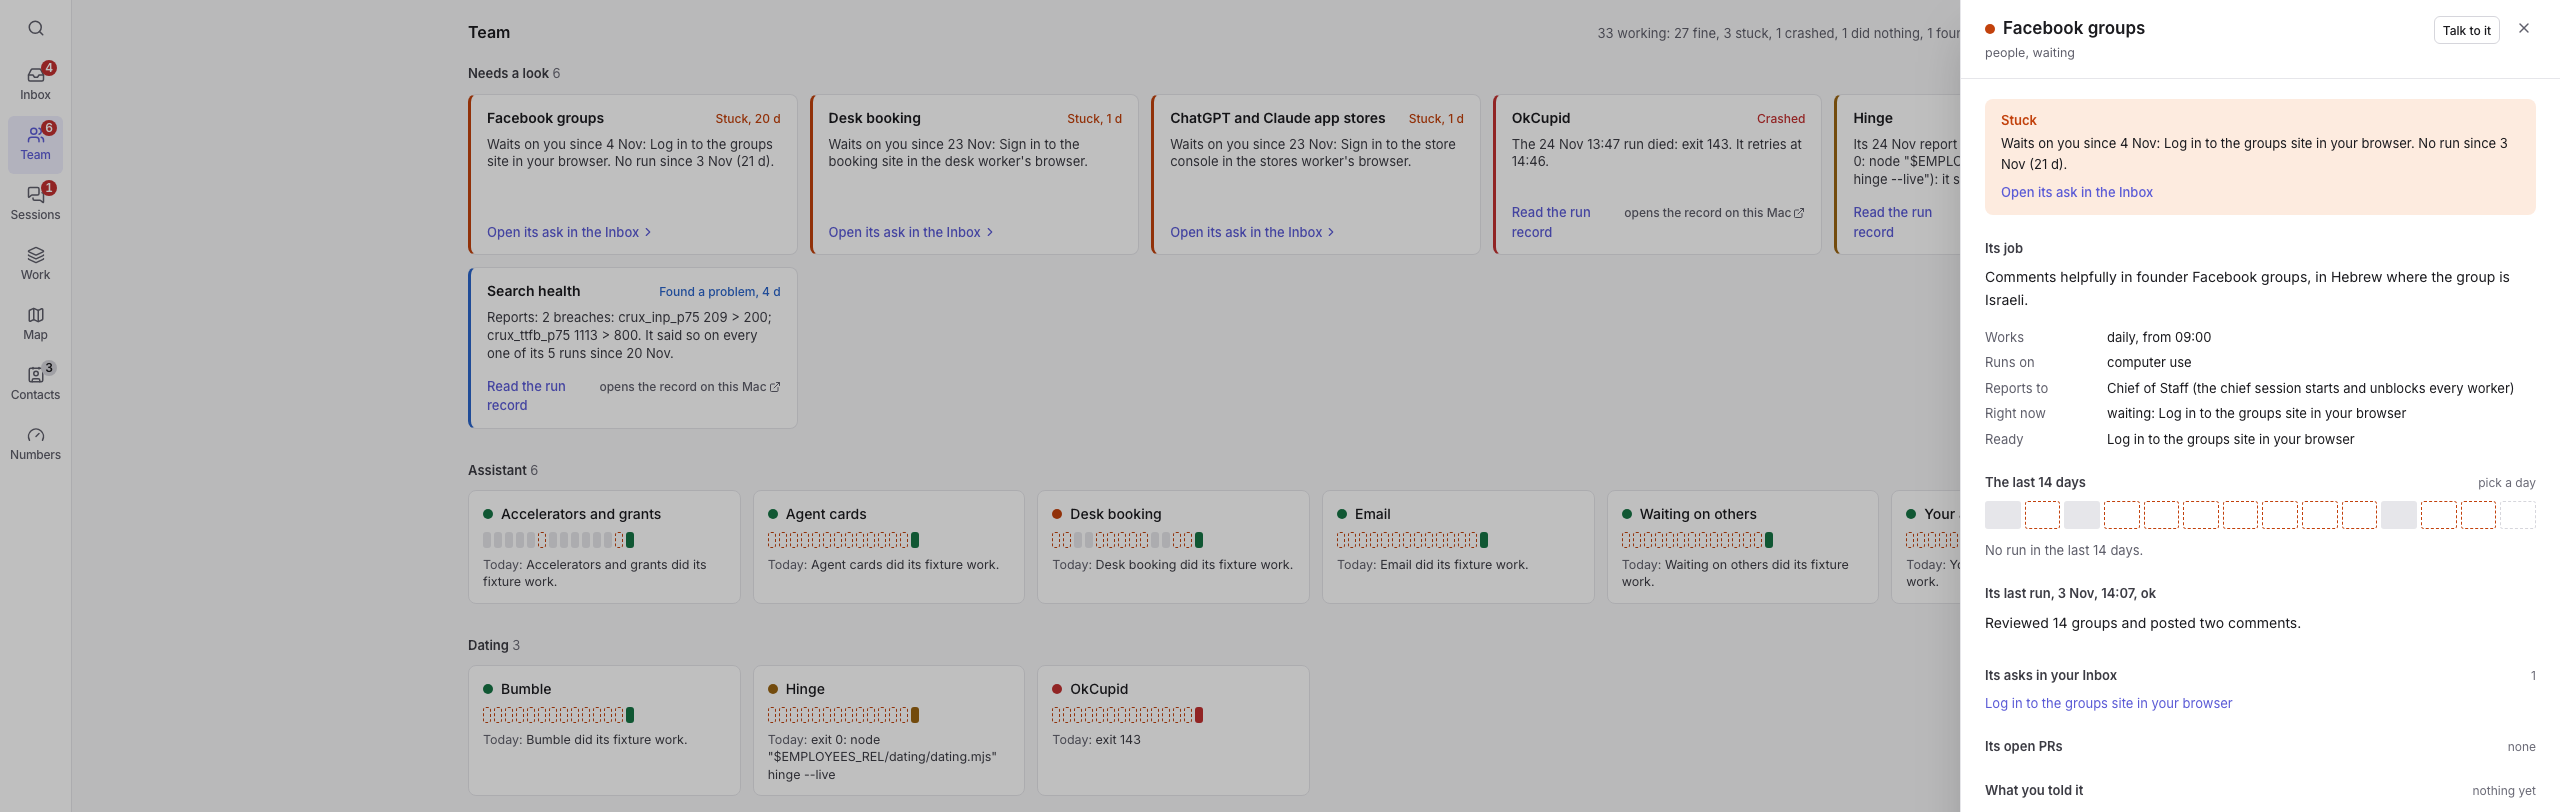 4
Inbox
6
Team
1
Sessions
Work
Map
3
Contacts
Numbers
Team
33 working: 27 fine, 3 stuck, 1 crashed, 1 did nothing, 1 foun
Needs a look 6
Facebook groups
Stuck, 20 d
Waits on you since 4 Nov: Log in to the groups
site in your browser. No run since 3 Nov (21 d).
Open its ask in the Inbox
Desk booking
Stuck, 1 d
Waits on you since 23 Nov: Sign in to the
booking site in the desk worker's browser.
Open its ask in the Inbox
ChatGPT and Claude app stores
Stuck, 1 d
Waits on you since 23 Nov: Sign in to the store
console in the stores worker's browser.
Open its ask in the Inbox
OkCupid
Crashed
The 24 Nov 13:47 run died: exit 143. It retries at
14:46.
Read the run
record
opens the record on this Mac
Hinge
Its 24 Nov report
0: node "$EMPLO
hinge --live"): it s
Read the run
record
Search health
Found a problem, 4 d
Reports: 2 breaches: crux_inp_p75 209 > 200;
crux_ttfb_p75 1113 > 800. It said so on every
one of its 5 runs since 20 Nov.
Read the run
record
opens the record on this Mac
Assistant 6
Accelerators and grants
Today: Accelerators and grants did its
fixture work.
Agent cards
Today: Agent cards did its fixture work.
Desk booking
Today: Desk booking did its fixture work.
Email
Today: Email did its fixture work.
Waiting on others
Today: Waiting on others did its fixture
work.
Your
Today: Yo
work.
Dating 3
Bumble
Today: Bumble did its fixture work.
Hinge
Today: exit 0: node
"$EMPLOYEES_REL/dating/dating.mjs"
hinge --live
OkCupid
Today: exit 143
Facebook groups
people, waiting
Talk to it
Stuck
Waits on you since 4 Nov: Log in to the groups site in your browser. No run since 3
Nov (21 d).
Open its ask in the Inbox
Its job
Comments helpfully in founder Facebook groups, in Hebrew where the group is
Israeli.
Works daily, from 09:00
Runs on computer use
Reports to Chief of Staff (the chief session starts and unblocks every worker)
Right now waiting: Log in to the groups site in your browser
Ready Log in to the groups site in your browser
The last 14 days
pick a day
No run in the last 14 days.
Its last run, 3 Nov, 14:07, ok
Reviewed 14 groups and posted two comments.
Its asks in your Inbox
1
Log in to the groups site in your browser
Its open PRs
none
What you told it
nothing yet